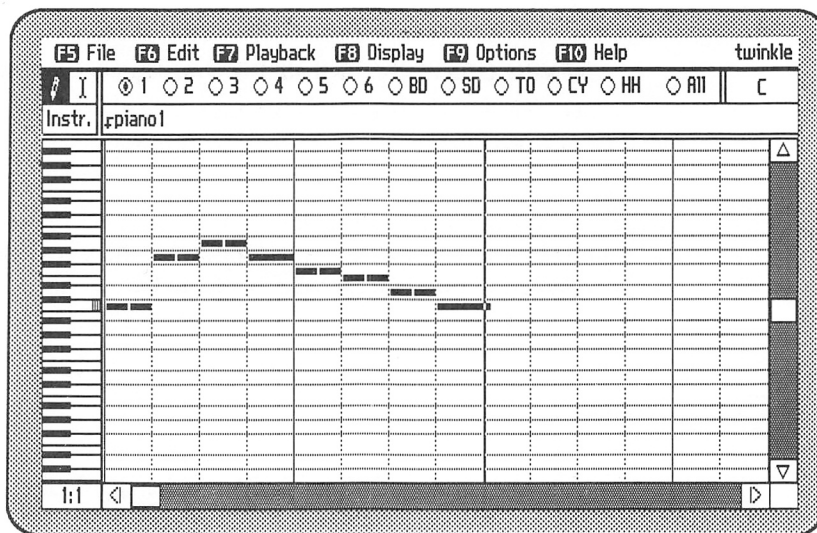 F5 File F6 Edit F7 Playback F8 Display F9 Options F10 Help twinkle
1 2 3 4 5 6 BD SD TO CY HH All C
Instr. piano1
1:1